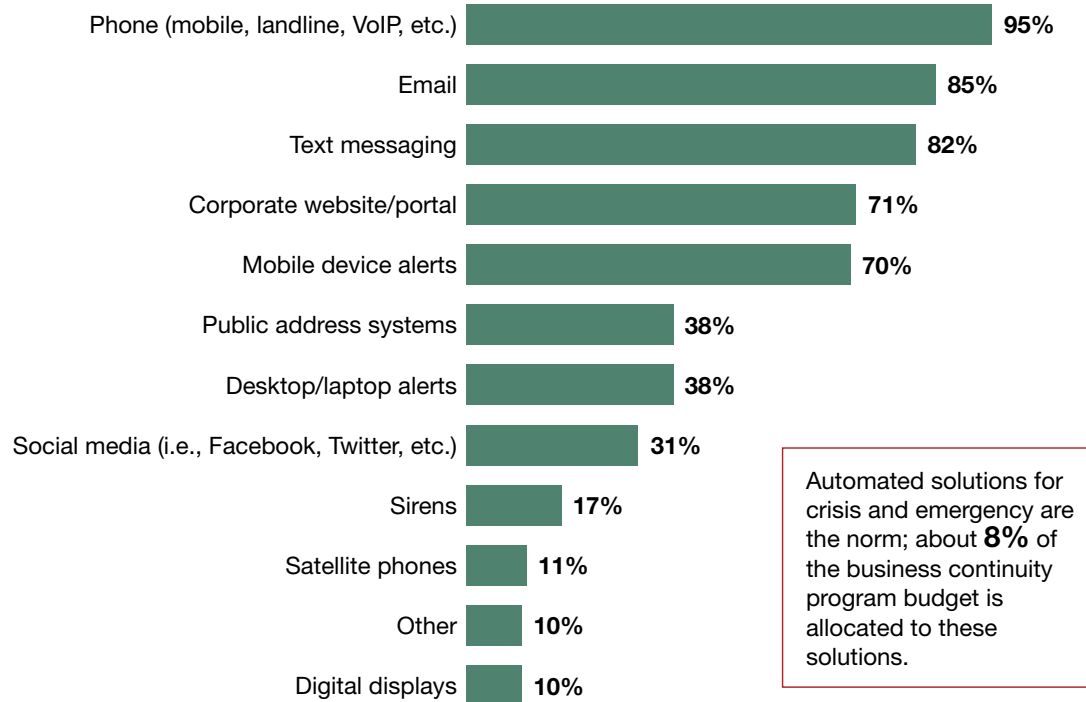 Phone (mobile, landline, VoIP, etc.) 95%
Email 85%
Text messaging 82%
Corporate website/portal 71%
Mobile device alerts 70%
Public address systems 38%
Desktop/laptop alerts 38%
Social media (i.e., Facebook, Twitter, etc.) 31%
Sirens 17%
Satellite phones 11%
Other 10%
Digital displays 10%
Automated solutions for
crisis and emergency are
the norm; about 8% of
the business continuity
program budget is
allocated to these
solutions.